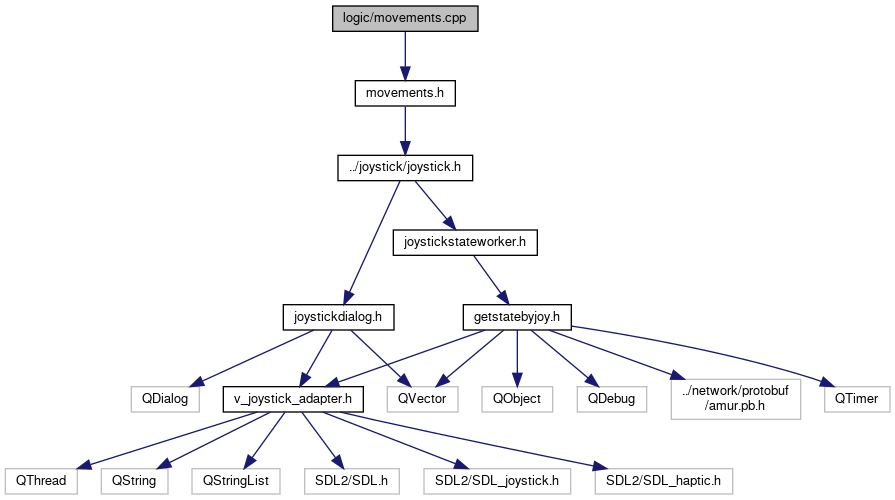 logic/movements.cpp
movements.h
../joystick/joystick.h
joystickstateworker.h
joystickdialog.h
getstatebyjoy.h
QDialog
v_joystick_adapter.h
QVector
QObject
QDebug
../network/protobuf
/amur.pb.h
QTimer
QThread
QString
QStringList
SDL2/SDL.h
SDL2/SDL_joystick.h
SDL2/SDL_haptic.h